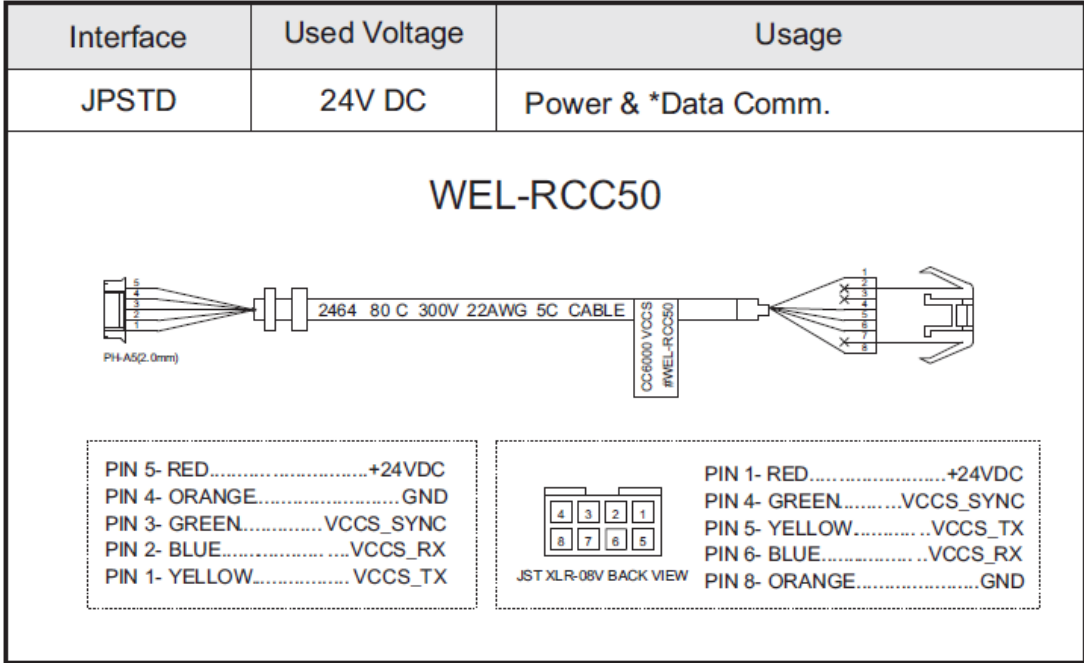 Interface Used Voltage Usage
JPSTD 24V DC Power & *Data Comm.
WEL-RCC50
5
4
3
2
1
PH-A5(2.0mm)
2464 80 C 300V 22AWG 5C CABLE
CC6000 VCCS
#WEL-RCC50
1
2
3
4
5
6
7
8
PIN 5- RED..............................+24VDC
PIN 4- ORANGE..........................GND
PIN 3- GREEN...............VCCS_SYNC
PIN 2- BLUE.......................VCCS_RX
PIN 1- YELLOW.................. VCCS_TX
4 3 2 1
8 7 6 5
JST XLR-08V BACK VIEW
PIN 1- RED.........................+24VDC
PIN 4- GREEN...........VCCS_SYNC
PIN 5- YELLOW..............VCCS_TX
PIN 6- BLUE....................VCCS_RX
PIN 8- ORANGE.......................GND